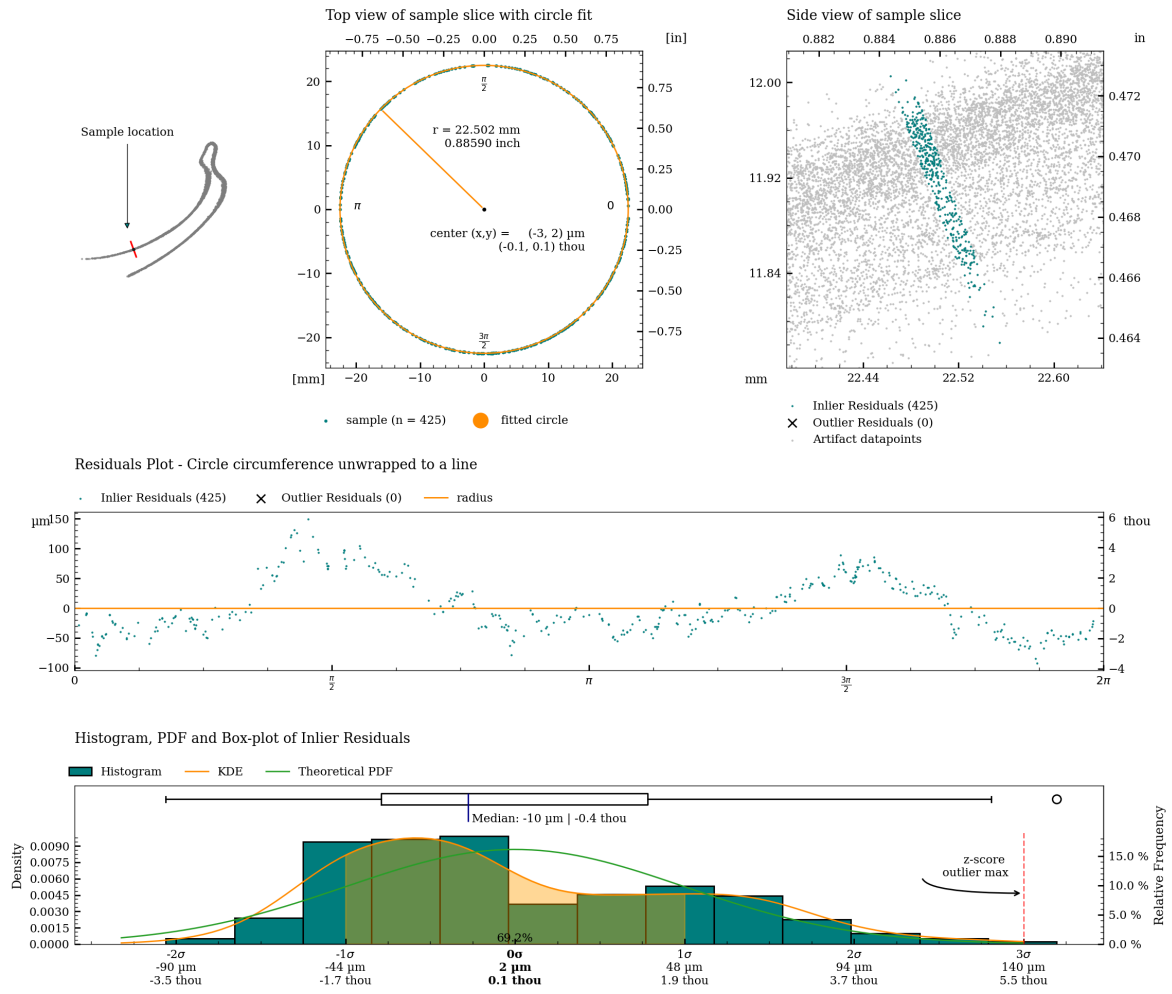 Top view of sample slice with circle fit
Side view of sample slice
−0.75 −0.50 −0.25 0.00 0.25 0.50 0.75 [in]
0.882 0.884 0.886 0.888 0.890 in
Sample location
20
10
0
−10
−20
0.75
0.50
0.25
0.00
−0.25
−0.50
−0.75
π/2
r = 22.502 mm
0.88590 inch
π
0
center (x,y) = (-3, 2) µm
(-0.1, 0.1) thou
3π/2
[mm] −20 −10 0 10 20
12.00
11.92
11.84
0.472
0.470
0.468
0.466
0.464
mm 22.44 22.52 22.60
sample (n = 425) fitted circle
Inlier Residuals (425)
Outlier Residuals (0)
Artifact datapoints
Residuals Plot - Circle circumference unwrapped to a line
Inlier Residuals (425) Outlier Residuals (0) radius
µm
150
100
50
0
−50
−100
6 thou
4
2
0
−2
−4
0 π/2 π 3π/2 2π
Histogram, PDF and Box-plot of Inlier Residuals
Histogram KDE Theoretical PDF
Median: -10 µm | -0.4 thou
Density
0.0090
0.0075
0.0060
0.0045
0.0030
0.0015
0.0000
z-score
outlier max
15.0 %
10.0 %
5.0 %
0.0 %
Relative Frequency
69.2%
-2σ -1σ 0σ 1σ 2σ 3σ
-90 µm -44 µm 2 µm 48 µm 94 µm 140 µm
-3.5 thou -1.7 thou 0.1 thou 1.9 thou 3.7 thou 5.5 thou